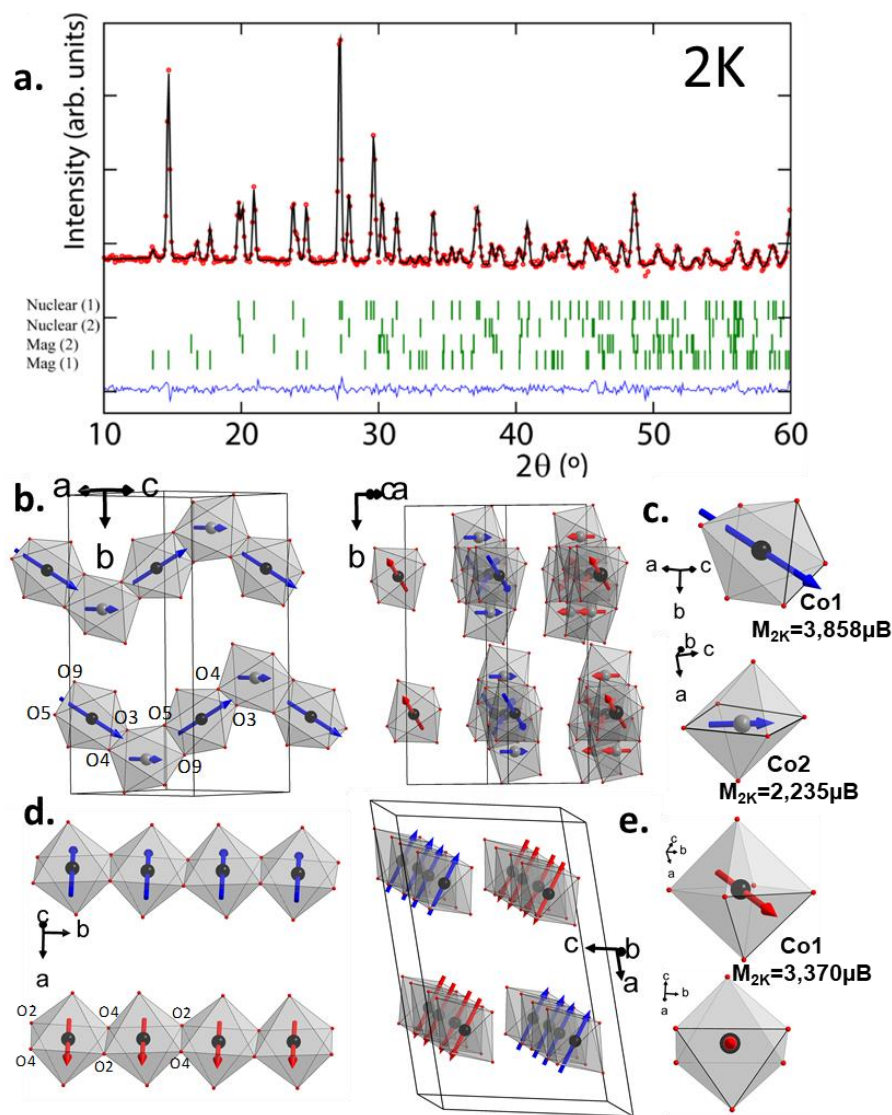 a.
2K
Intensity (arb. units)
Nuclear (1)
Nuclear (2)
Mag (2)
Mag (1)
10 20 30 40 50 60
2θ (º)
b.
a c
b
ca
b
c.
a c
b
Co1
M2K=3,858µB
b
c
a
Co2
M2K=2,235µB
O9
O5
O3
O4
O5
O9
O4
O3
d.
c
b
a
O2 O4 O2
O4 O2 O4
c b
a
e.
c
b
a
Co1
M2K=3,370µB
c
b
a